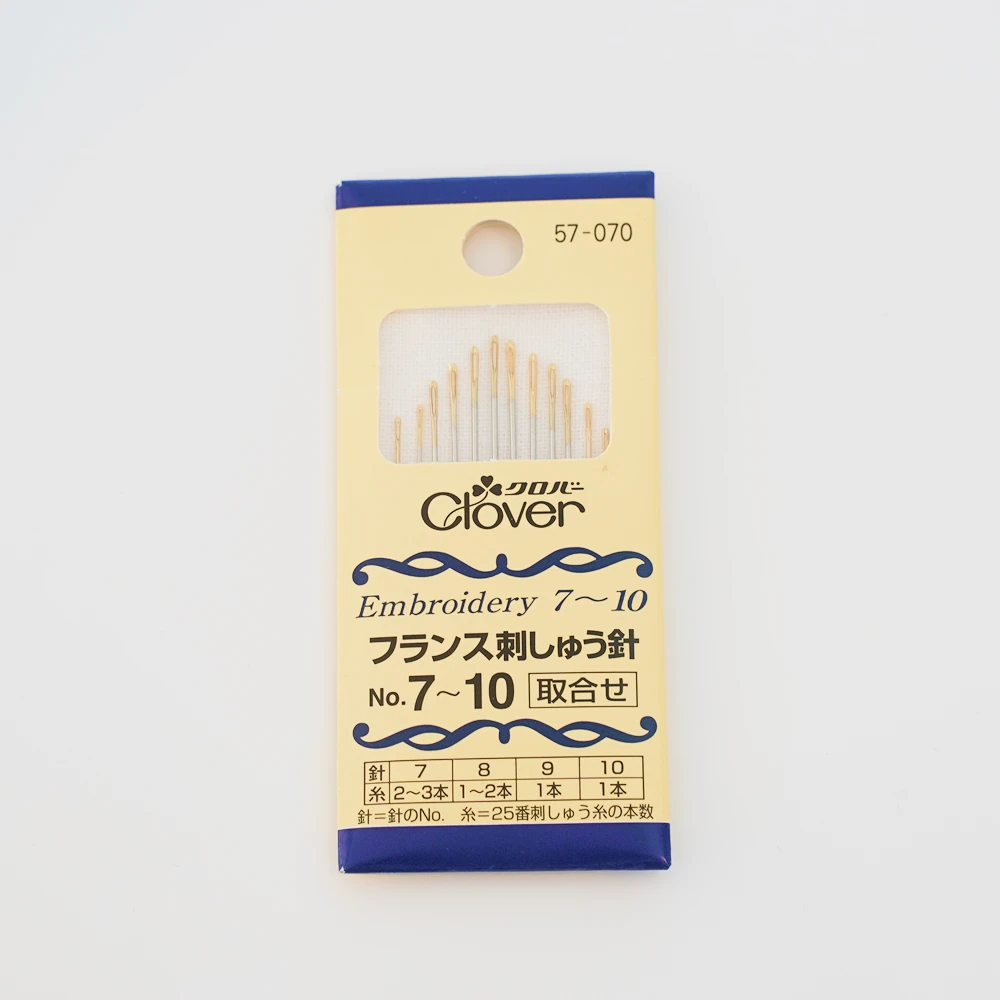 57-070
クロバー
Clover
Embroidery 7～10
フランス刺しゅう針
No.7～10 取合せ
針 7 8 9 10
糸 2～3本 1～2本 1本 1本
針＝針のNo. 糸＝25番刺しゅう糸の本数